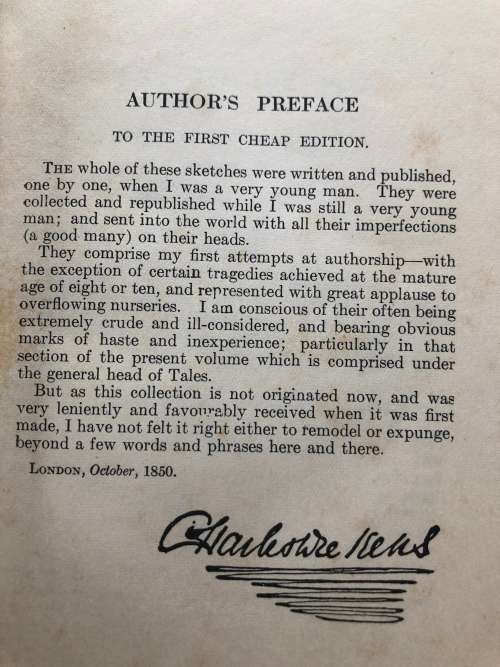 AUTHOR'S PREFACE
TO THE FIRST CHEAP EDITION.
THE whole of these sketches were written and published,
one by one, when I was a very young man. They were
collected and republished while I was still a very young
man; and sent into the world with all their imperfections
(a good many) on their heads.
They comprise my first attempts at authorship—with
the exception of certain tragedies achieved at the mature
age of eight or ten, and represented with great applause to
overflowing nurseries. I am conscious of their often being
extremely crude and ill-considered, and bearing obvious
marks of haste and inexperience; particularly in that
section of the present volume which is comprised under
the general head of Tales.
But as this collection is not originated now, and was
very leniently and favourably received when it was first
made, I have not felt it right either to remodel or expunge,
beyond a few words and phrases here and there.
LONDON, October, 1850.
Charles Dickens